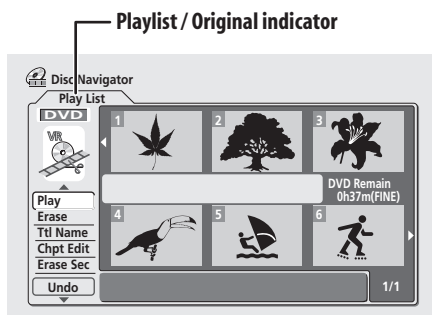 Playlist / Original indicator
Disc Navigator
Play List
DVD
VR
1
2
3
Play
DVD Remain
0h37m(FINE)
Erase
Ttl Name
Chpt Edit
Erase Sec
4
5
6
Undo
1/1